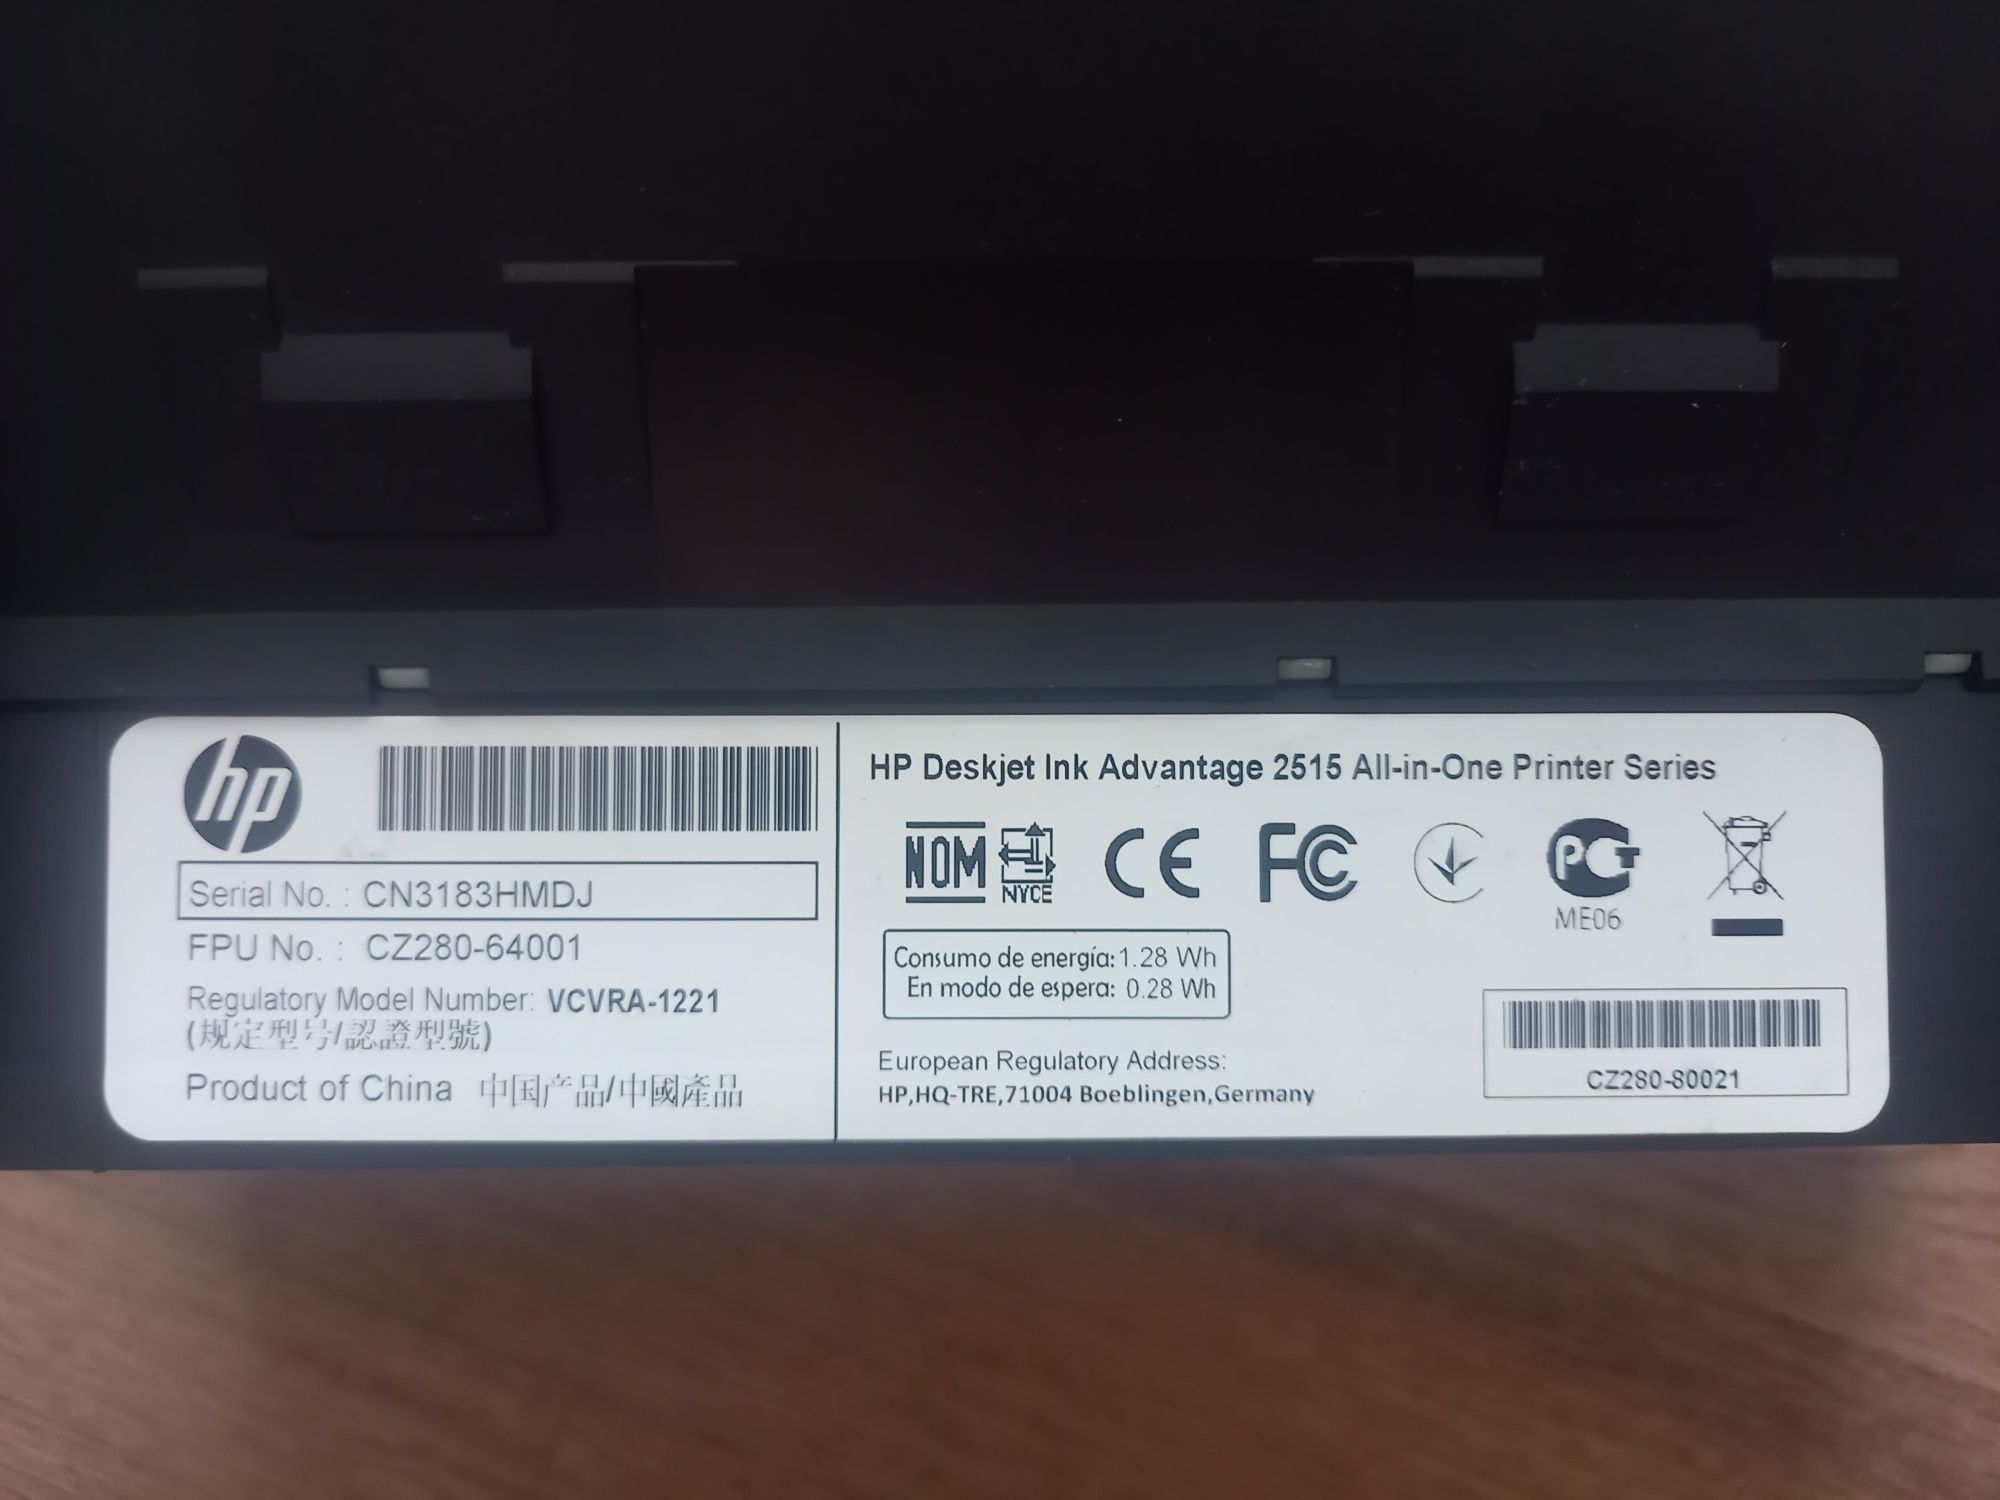 hp
Serial No. : CN3183HMDJ
FPU No. : CZ280-64001
Regulatory Model Number: VCVRA-1221
(规定型号/認證型號)
Product of China 中国产品/中國產品
HP Deskjet Ink Advantage 2515 All-in-One Printer Series
NOM NYCE CE FC PCT
ME06
Consumo de energía: 1.28 Wh
En modo de espera: 0.28 Wh
European Regulatory Address:
HP,HQ-TRE,71004 Boeblingen,Germany
CZ280-80021